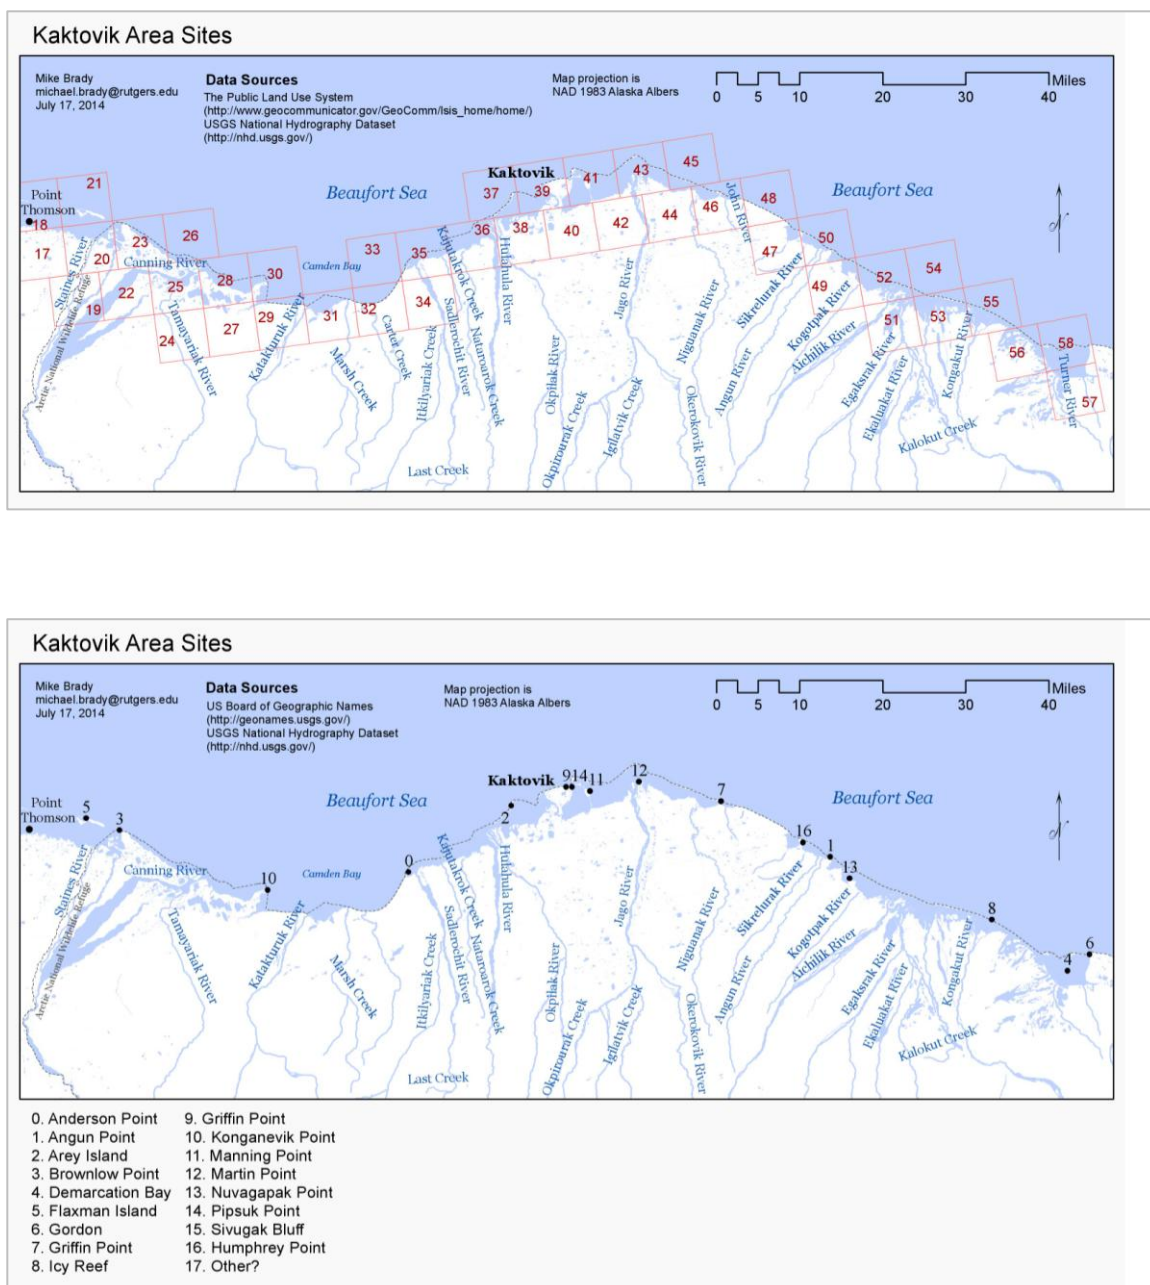 Kaktovik Area Sites
Mike Brady
michael.brady@rutgers.edu
July 17, 2014
Data Sources
The Public Land Use System
(http://www.geocommunicator.gov/GeoComm/lsis_home/home/)
USGS National Hydrography Dataset
(http://nhd.usgs.gov/)
Map projection is
NAD 1983 Alaska Albers
Miles
0 5 10 20 30 40
Point
Thomson
Kaktovik
Beaufort Sea
Beaufort Sea
Camden Bay
17
18
19
20
21
22
23
24
25
26
27
28
29
30
31
32
33
34
35
36
37
38
39
40
41
42
43
44
45
46
47
48
49
50
51
52
53
54
55
56
57
58
Staines River
Arctic National Wildlife Refuge
Canning River
Tamayariak River
Katakturuk River
Marsh Creek
Carter Creek
Itkilyariak Creek
Sadlerochit River
Kajutakrok Creek
Nataroarok Creek
Hulahula River
Last Creek
Okpilak River
Okpirourak Creek
Igilatvik Creek
Jago River
Niguanak River
Okerokovik River
John River
Angun River
Sikrelurak River
Kogotpak River
Aichilik River
Egaksrak River
Ekaluakat River
Kongakut River
Kulokut Creek
Turner River
Kaktovik Area Sites
Mike Brady
michael.brady@rutgers.edu
July 17, 2014
Data Sources
US Board of Geographic Names
(http://geonames.usgs.gov/)
USGS National Hydrography Dataset
(http://nhd.usgs.gov/)
Map projection is
NAD 1983 Alaska Albers
Miles
0 5 10 20 30 40
Point
Thomson
Kaktovik
Beaufort Sea
Beaufort Sea
Camden Bay
5
3
10
0
2
9
14
11
12
7
16
1
13
8
4
6
Staines River
Arctic National Wildlife Refuge
Canning River
Tamayariak River
Katakturuk River
Marsh Creek
Itkilyariak Creek
Sadlerochit River
Kajutakrok Creek
Nataroarok Creek
Hulahula River
Last Creek
Okpilak River
Okpirourak Creek
Igilatvik Creek
Jago River
Niguanak River
Okerokovik River
Angun River
Sikrelurak River
Kogotpak River
Aichilik River
Egaksrak River
Ekaluakat River
Kongakut River
Kalokut Creek
0. Anderson Point
1. Angun Point
2. Arey Island
3. Brownlow Point
4. Demarcation Bay
5. Flaxman Island
6. Gordon
7. Griffin Point
8. Icy Reef
9. Griffin Point
10. Konganevik Point
11. Manning Point
12. Martin Point
13. Nuvagapak Point
14. Pipsuk Point
15. Sivugak Bluff
16. Humphrey Point
17. Other?